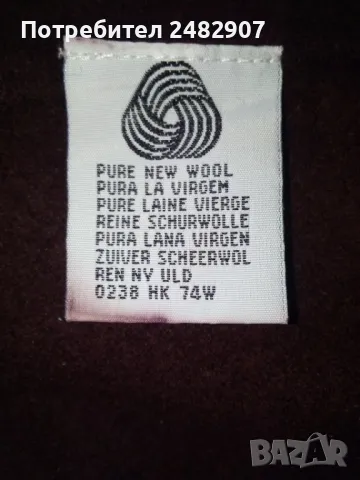 Потребител 2482907
PURE NEW WOOL
PURA LA VIRGEM
PURE LAINE VIERGE
REINE SCHURWOLLE
PURA LANA VIRGEN
ZUIVER SCHEERWOL
REN NY ULD
0238 HK 74W
BAZAR